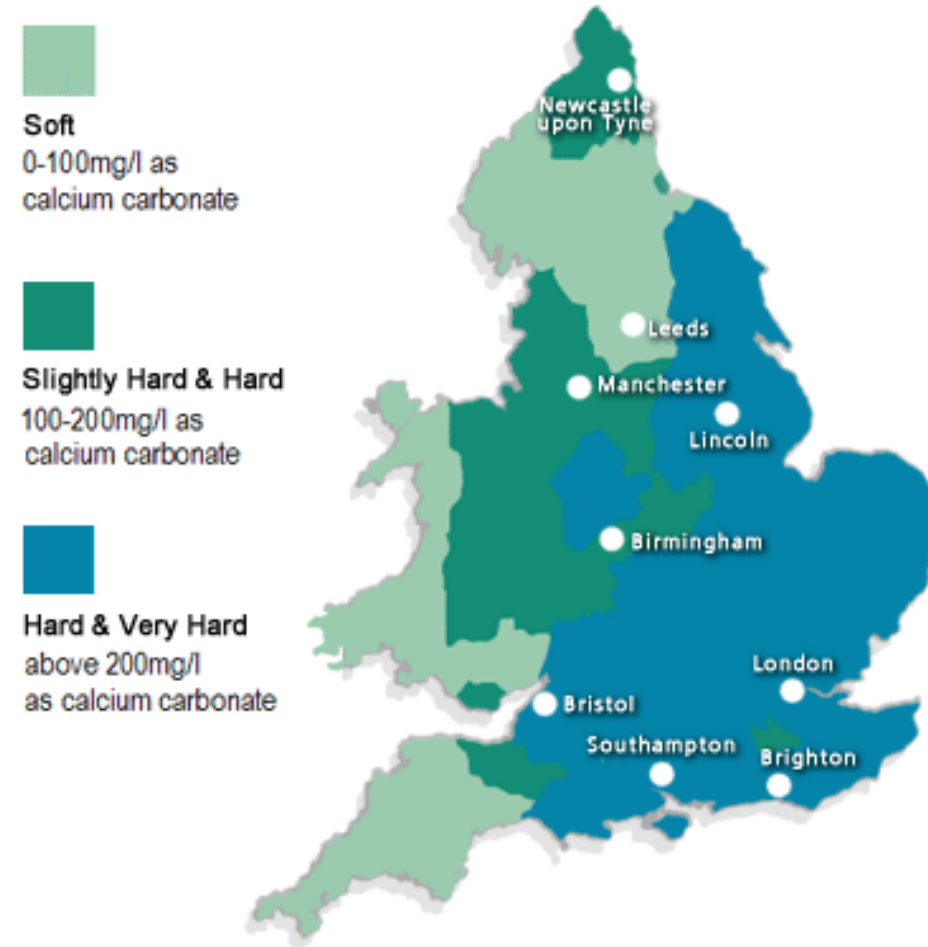 Soft
0-100mg/l as
calcium carbonate
Slightly Hard & Hard
100-200mg/l as
calcium carbonate
Hard & Very Hard
above 200mg/l
as calcium carbonate
Newcastle
upon Tyne
Leeds
Manchester
Lincoln
Birmingham
London
Bristol
Southampton
Brighton